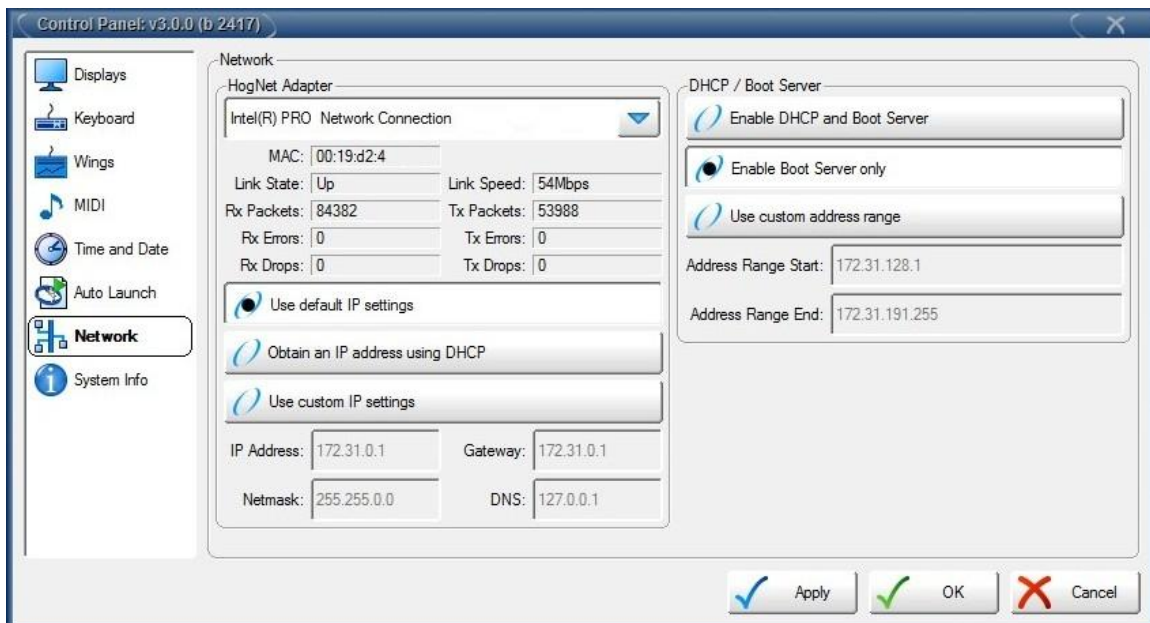 Control Panel: v3.0.0 (b 2417)
Displays
Keyboard
Wings
MIDI
Time and Date
Auto Launch
Network
System Info
Network
HogNet Adapter
Intel(R) PRO Network Connection
MAC: 00:19:d2:4
Link State: Up Link Speed: 54Mbps
Rx Packets: 84382 Tx Packets: 53988
Rx Errors: 0 Tx Errors: 0
Rx Drops: 0 Tx Drops: 0
Use default IP settings
Obtain an IP address using DHCP
Use custom IP settings
IP Address: 172.31.0.1 Gateway: 172.31.0.1
Netmask: 255.255.0.0 DNS: 127.0.0.1
DHCP / Boot Server
Enable DHCP and Boot Server
Enable Boot Server only
Use custom address range
Address Range Start: 172.31.128.1
Address Range End: 172.31.191.255
Apply OK Cancel